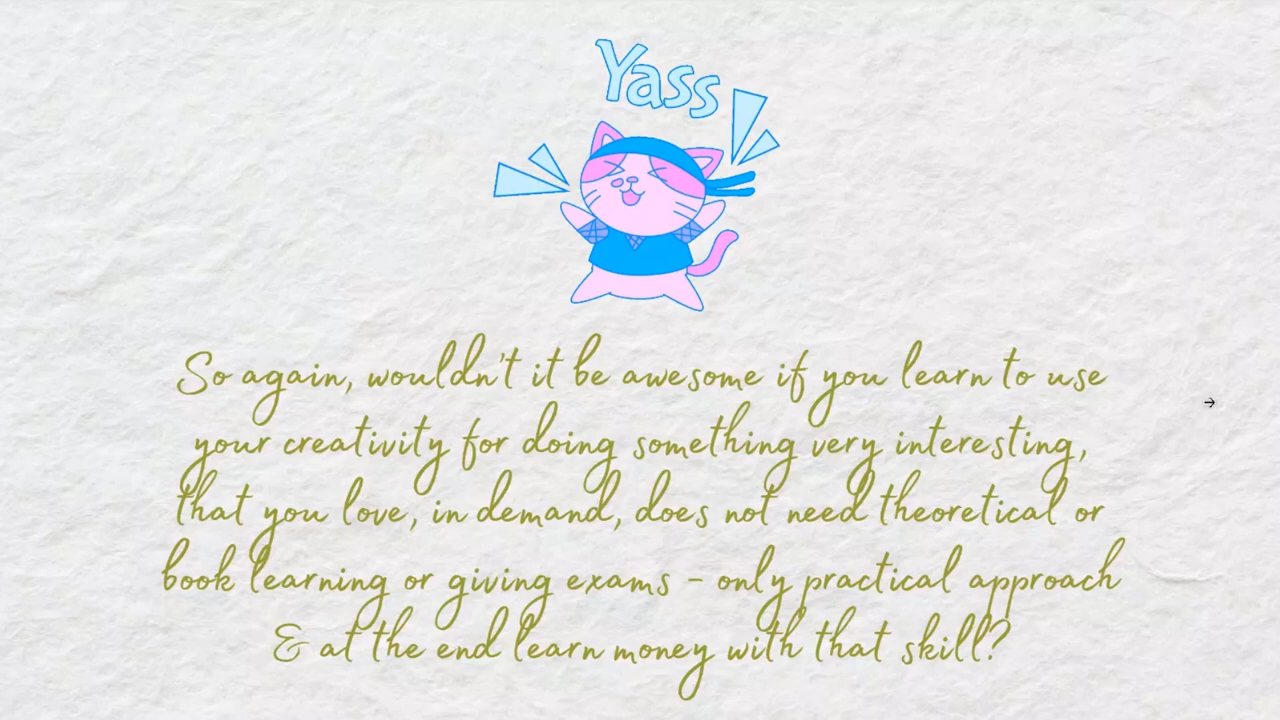 Yass
So again, wouldn't it be awesome if you learn to use
your creativity for doing something very interesting,
that you love, in demand, does not need theoretical or
book learning or giving exams - only practical approach
& at the end learn money with that skill?